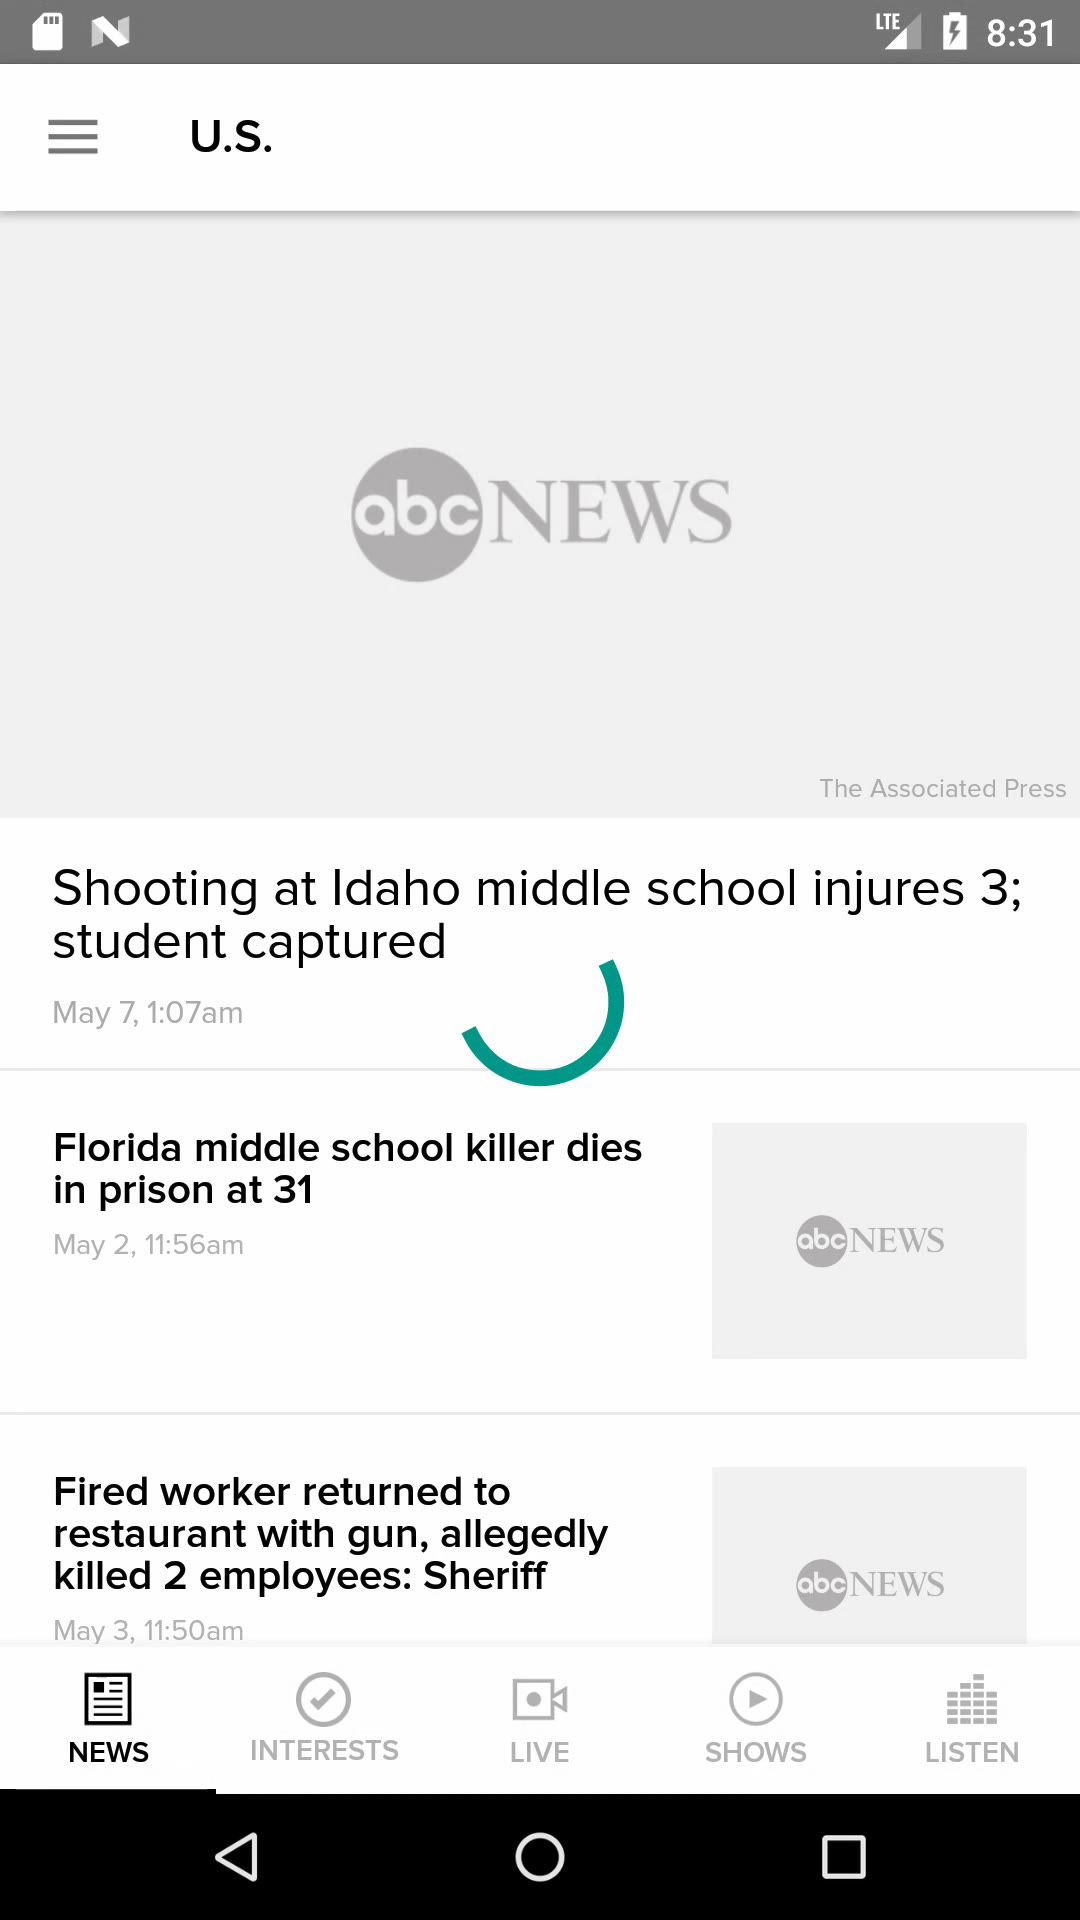 LTE 8:31
U.S.
abc NEWS
The Associated Press
Shooting at Idaho middle school injures 3;
student captured
May 7, 1:07am
Florida middle school killer dies
in prison at 31
May 2, 11:56am
abc NEWS
Fired worker returned to
restaurant with gun, allegedly
killed 2 employees: Sheriff
May 3, 11:50am
abc NEWS
NEWS
INTERESTS
LIVE
SHOWS
LISTEN